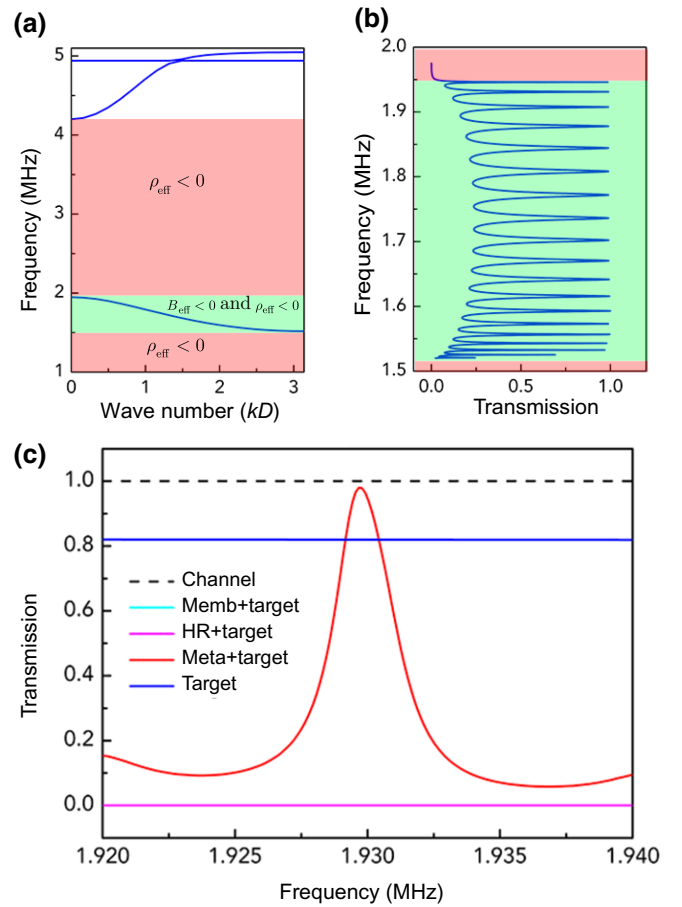 (a)
5
4
3
2
1
Frequency (MHz)
ρeff < 0
Beff < 0 and ρeff < 0
ρeff < 0
0 1 2 3
Wave number (kD)
(b)
2.0
1.9
1.8
1.7
1.6
1.5
Frequency (MHz)
0.0 0.5 1.0
Transmission
(c)
1.0
0.8
0.6
0.4
0.2
0.0
Transmission
Channel
Memb+target
HR+target
Meta+target
Target
1.920 1.925 1.930 1.935 1.940
Frequency (MHz)